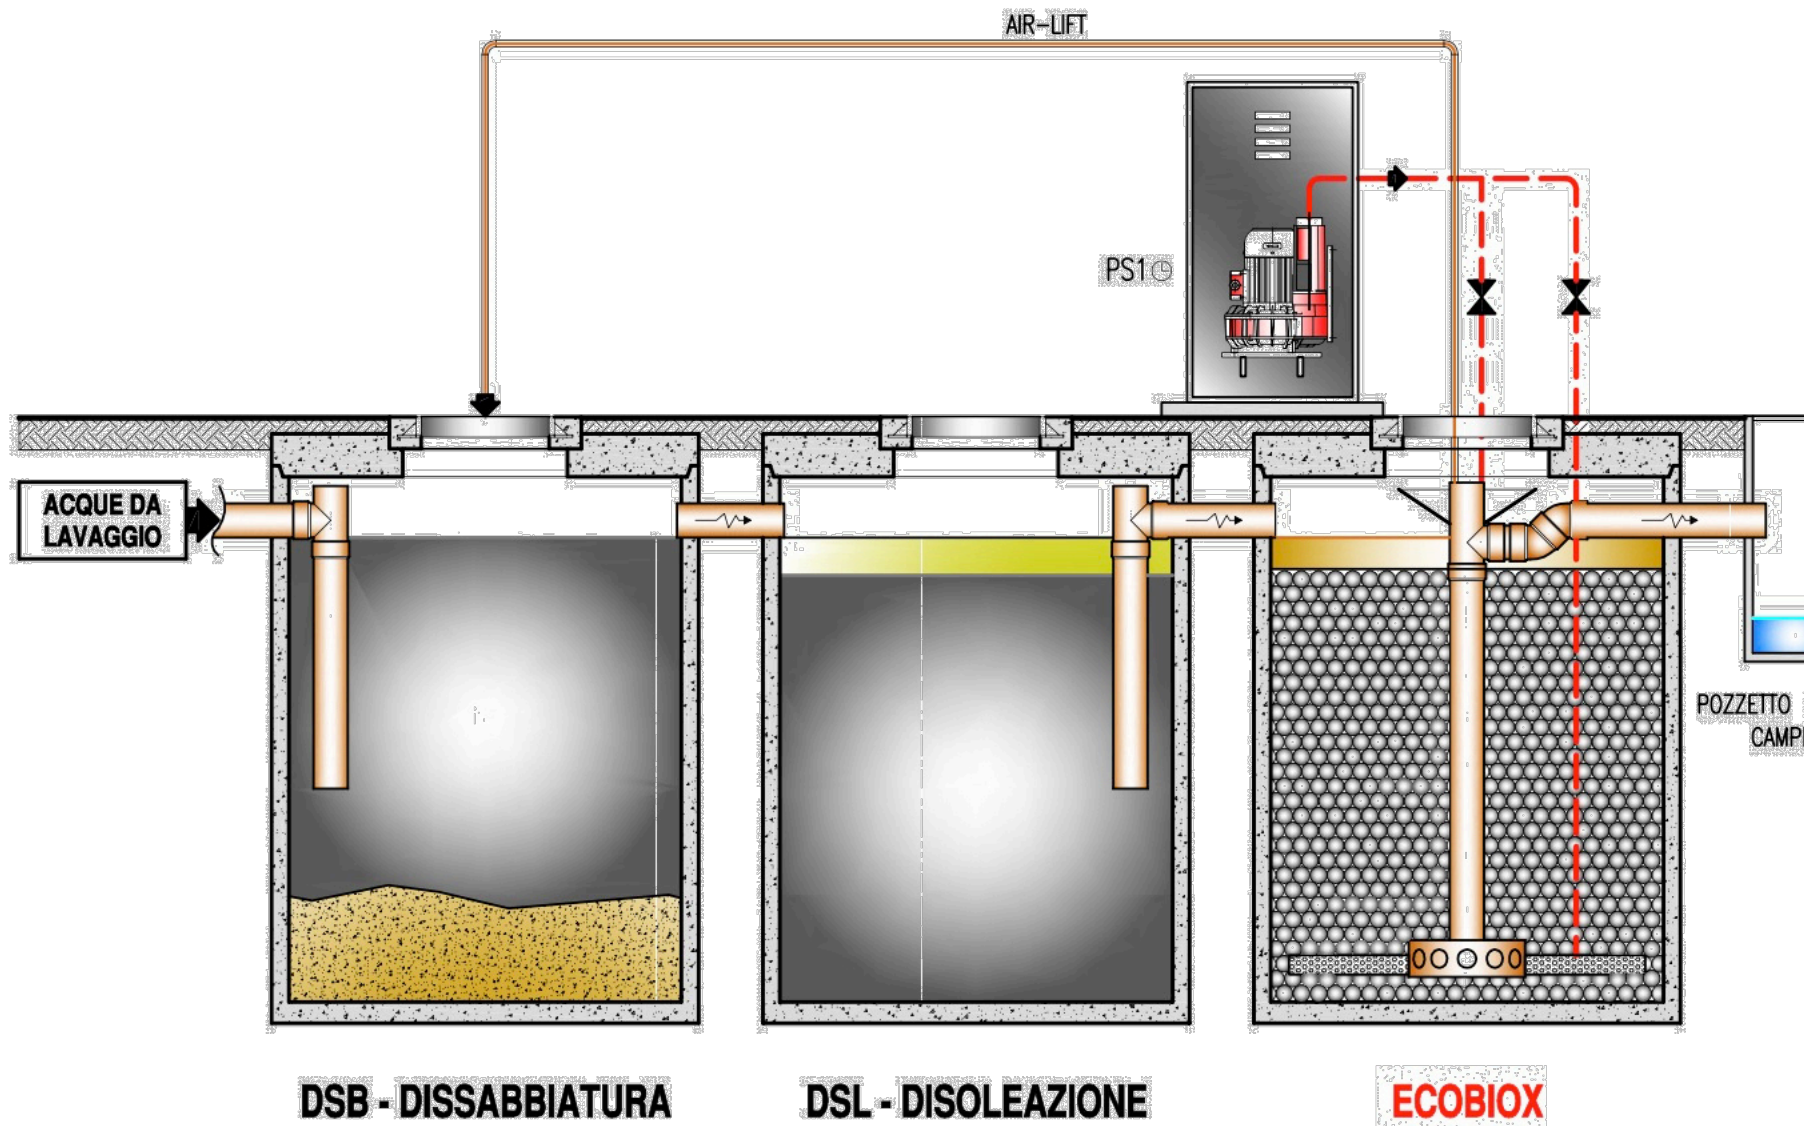 AIR-LIFT
PS1
ACQUE DA
LAVAGGIO
POZZETTO
DSB - DISSABBIATURA
DSL - DISOLEAZIONE
ECOBIOX